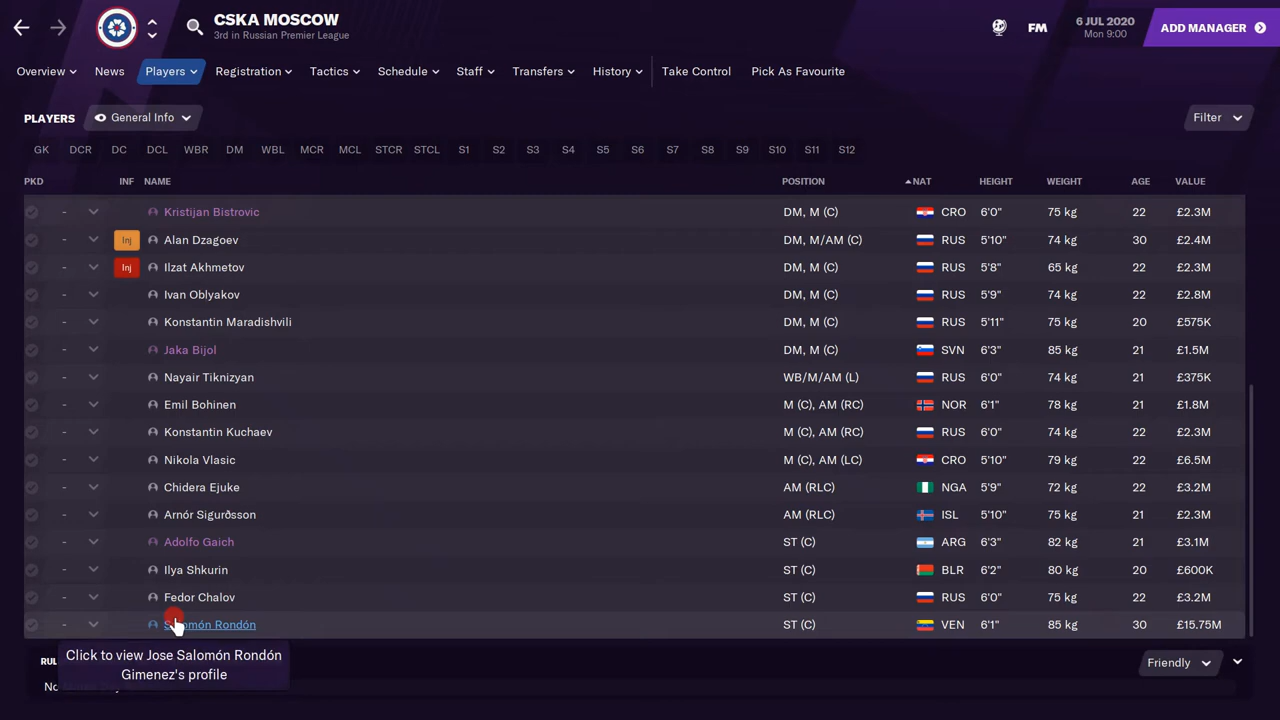 CSKA MOSCOW
3rd in Russian Premier League
FM
6 JUL 2020
Mon 9:00
ADD MANAGER
Overview News Players Registration Tactics Schedule Staff Transfers History Take Control Pick As Favourite
PLAYERS General Info Filter
GK DCR DC DCL WBR DM WBL MCR MCL STCR STCL S1 S2 S3 S4 S5 S6 S7 S8 S9 S10 S11 S12
PKD INF NAME POSITION NAT HEIGHT WEIGHT AGE VALUE
- Kristijan Bistrovic DM, M (C) CRO 6'0" 75 kg 22 £2.3M
- Inj Alan Dzagoev DM, M/AM (C) RUS 5'10" 74 kg 30 £2.4M
- Inj Ilzat Akhmetov DM, M (C) RUS 5'8" 65 kg 22 £2.3M
- Ivan Oblyakov DM, M (C) RUS 5'9" 74 kg 22 £2.8M
- Konstantin Maradishvili DM, M (C) RUS 5'11" 75 kg 20 £575K
- Jaka Bijol DM, M (C) SVN 6'3" 85 kg 21 £1.5M
- Nayair Tiknizyan WB/M/AM (L) RUS 6'0" 74 kg 21 £375K
- Emil Bohinen M (C), AM (RC) NOR 6'1" 78 kg 21 £1.8M
- Konstantin Kuchaev M (C), AM (RC) RUS 6'0" 74 kg 22 £2.3M
- Nikola Vlasic M (C), AM (LC) CRO 5'10" 79 kg 22 £6.5M
- Chidera Ejuke AM (RLC) NGA 5'9" 72 kg 22 £3.2M
- Arnór Sigurðsson AM (RLC) ISL 5'10" 75 kg 21 £2.3M
- Adolfo Gaich ST (C) ARG 6'3" 82 kg 21 £3.1M
- Ilya Shkurin ST (C) BLR 6'2" 80 kg 20 £600K
- Fedor Chalov ST (C) RUS 6'0" 74 kg 22 £3.2M
- Salomón Rondón ST (C) VEN 6'1" 85 kg 30 £15.75M
Click to view Jose Salomón Rondón
Gimenez's profile
Friendly